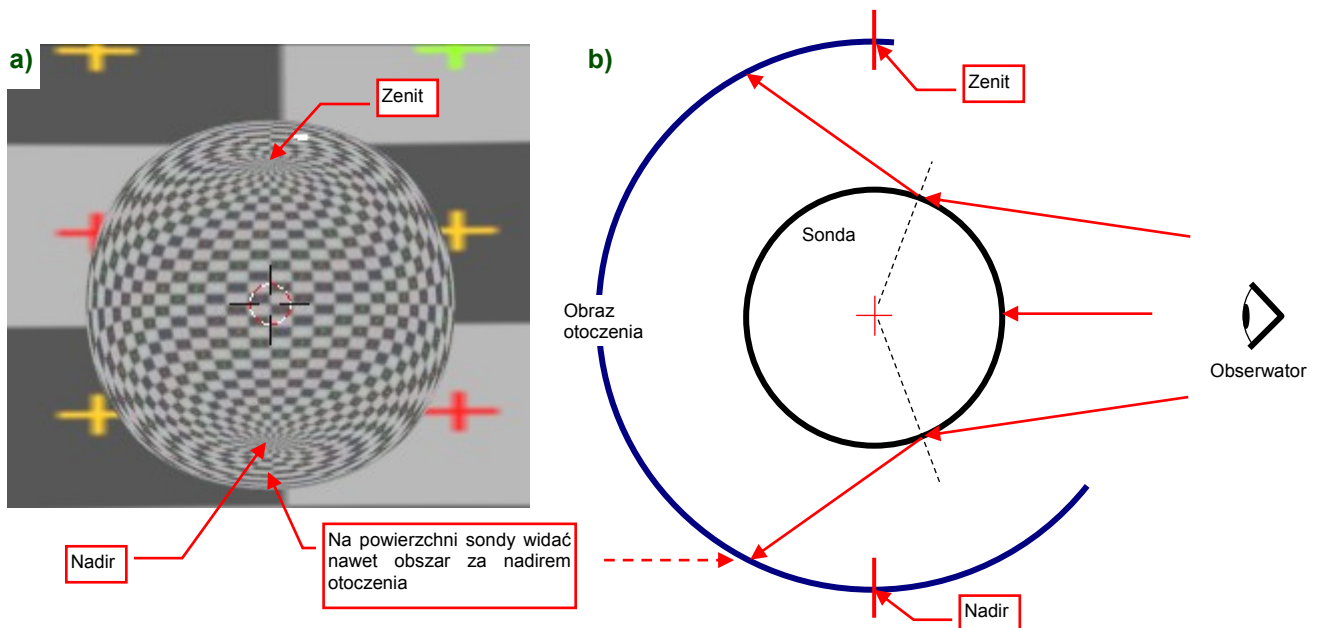 a)
Zenit
Nadir
Na powierzchni sondy widać
nawet obszar za nadirem
otoczenia
b)
Zenit
Sonda
Obraz
otoczenia
Obserwator
Nadir